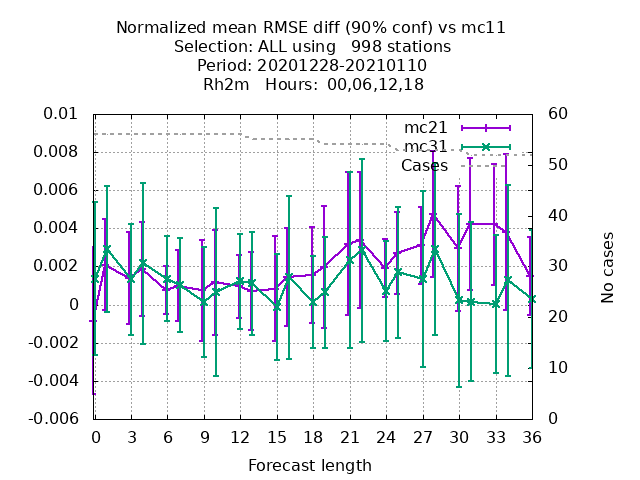 Normalized mean RMSE diff (90% conf) vs mc11
Selection: ALL using   998 stations
Period: 20201228-20210110
Rh2m   Hours:  00,06,12,18
0.01
0.008
0.006
0.004
0.002
0
-0.002
-0.004
-0.006
mc21
mc31
Cases
60
50
40
30
20
10
0
No cases
0 3 6 9 12 15 18 21 24 27 30 33 36
Forecast length